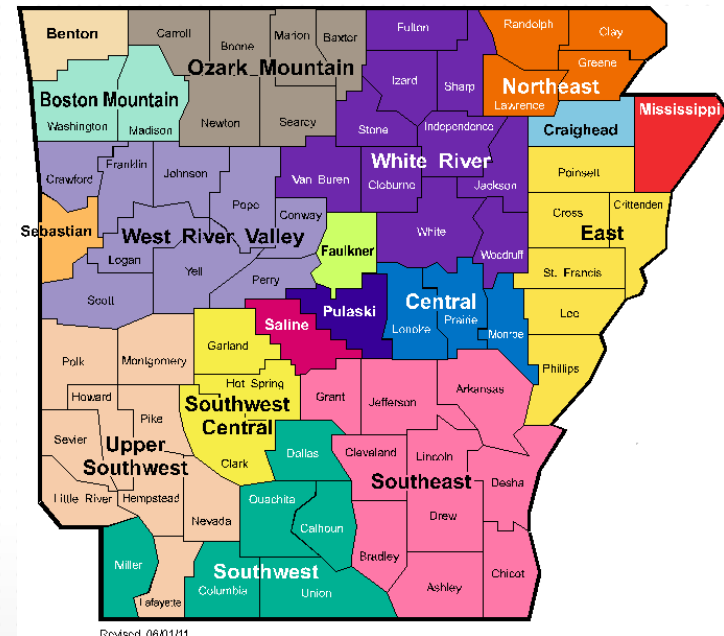 Benton
Carroll
Boone
Marion
Baxter
Fulton
Randolph
Clay
Greene
Ozark Mountain
Izard
Sharp
Northeast
Lawrence
Boston Mountain
Washington
Madison
Newton
Searcy
Stone
Independence
Craighead
Mississippi
White River
Crawford
Franklin
Johnson
Van Buren
Cleburne
Jackson
Poinsett
Pope
Conway
Cross
Crittenden
Sebastian
West River Valley
Logan
Faulkner
White
Woodruff
East
Yell
Perry
St. Francis
Scott
Saline
Pulaski
Central
Lonoke
Prairie
Monroe
Lee
Polk
Montgomery
Garland
Phillips
Hot Spring
Howard
Pike
Southwest
Central
Grant
Jefferson
Arkansas
Sevier
Upper
Southwest
Clark
Dallas
Cleveland
Lincoln
Southeast
Desha
Little River
Hempstead
Nevada
Ouachita
Calhoun
Drew
Bradley
Miller
Lafayette
Southwest
Columbia
Union
Ashley
Chicot
Revised 06/01/11